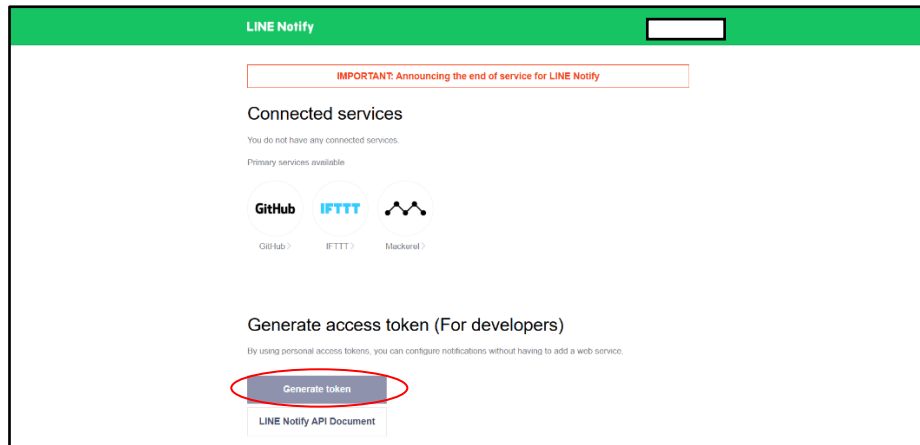 LINE Notify
IMPORTANT: Announcing the end of service for LINE Notify
Connected services
You do not have any connected services.
Primary services available
GitHub IFTTT
GitHub > IFTTT > Mackerel >
Generate access token (For developers)
By using personal access tokens, you can configure notifications without having to add a web service.
Generate token
LINE Notify API Document